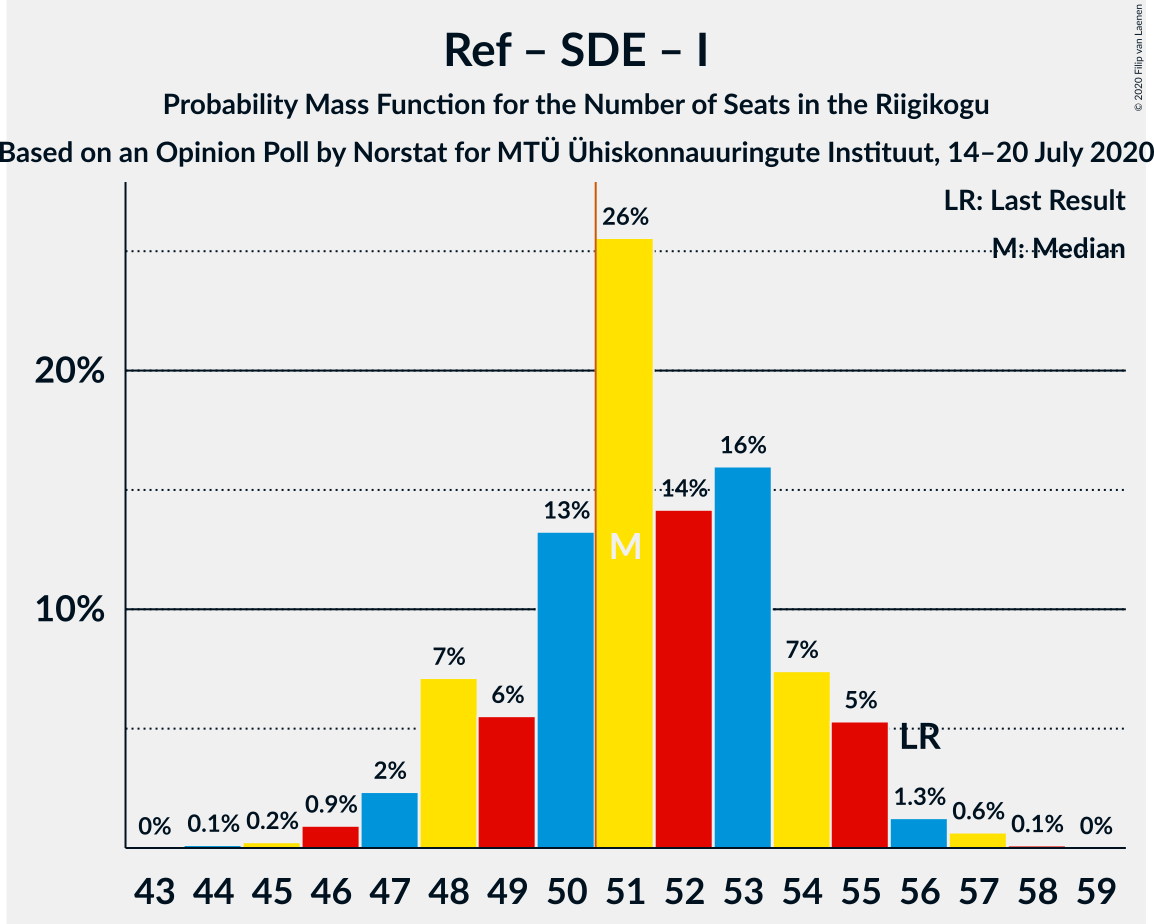 Ref – SDE – I
Probability Mass Function for the Number of Seats in the Riigikogu
Based on an Opinion Poll by Norstat for MTÜ Ühiskonnauuringute Instituut, 14–20 July 2020
© 2020 Filip van Laenen
LR: Last Result
M: Median
26%
20%
16%
14%
13%
M
10%
7%
7%
6%
5%
LR
2%
1.3%
0.9%
0.6%
0% 0.1% 0.2% 0.1% 0%
43 44 45 46 47 48 49 50 51 52 53 54 55 56 57 58 59